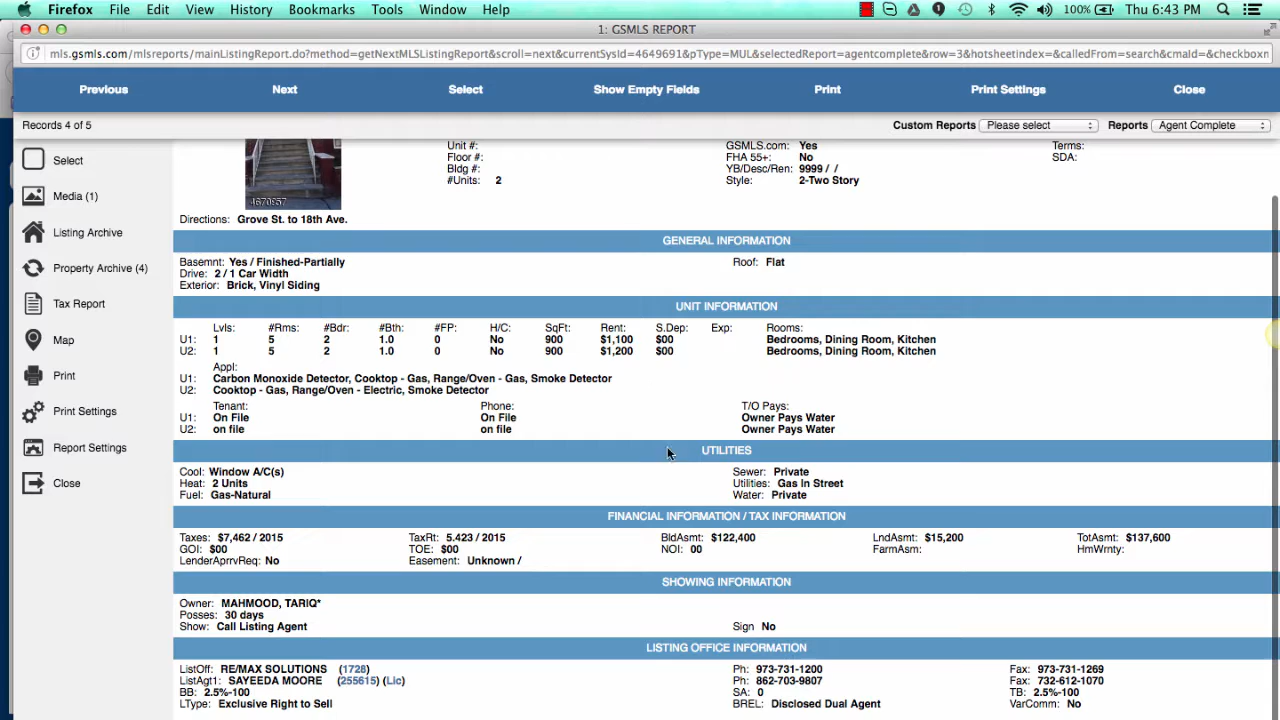 Firefox File Edit View History Bookmarks Tools Window Help 100% Thu 6:43 PM
1: GSMLS REPORT
mls.gsmls.com/mlsreports/mainListingReport.do?method=getNextMLSListingReport&scroll=next&currentSysId=4649691&pType=MUL&selectedReport=agentcomplete&row=3&hotsheetindex=&calledFrom=search&cmaId=&checkboxn
Previous Next Select Show Empty Fields Print Print Settings Close
Records 4 of 5 Custom Reports Please select Reports Agent Complete
Select
Media (1)
Listing Archive
Property Archive (4)
Tax Report
Map
Print
Print Settings
Report Settings
Close
4670957
Unit #: GSMLS.com: Yes Terms:
Floor #: FHA 55+: No SDA:
Bldg #: YB/Desc/Ren: 9999 / /
#Units: 2 Style: 2-Two Story
Directions: Grove St. to 18th Ave.
GENERAL INFORMATION
Basemnt: Yes / Finished-Partially Roof: Flat
Drive: 2 / 1 Car Width
Exterior: Brick, Vinyl Siding
UNIT INFORMATION
Lvls: #Rms: #Bdr: #Bth: #FP: H/C: SqFt: Rent: S.Dep: Exp: Rooms:
U1: 1 5 2 1.0 0 No 900 $1,100 $00 Bedrooms, Dining Room, Kitchen
U2: 1 5 2 1.0 0 No 900 $1,200 $00 Bedrooms, Dining Room, Kitchen
Appl:
U1: Carbon Monoxide Detector, Cooktop - Gas, Range/Oven - Gas, Smoke Detector
U2: Cooktop - Gas, Range/Oven - Electric, Smoke Detector
Tenant: Phone: T/O Pays:
U1: On File On File Owner Pays Water
U2: on file on file Owner Pays Water
UTILITIES
Cool: Window A/C(s) Sewer: Private
Heat: 2 Units Utilities: Gas In Street
Fuel: Gas-Natural Water: Private
FINANCIAL INFORMATION / TAX INFORMATION
Taxes: $7,462 / 2015 TaxRt: 5.423 / 2015 BldAsmt: $122,400 LndAsmt: $15,200 TotAsmt: $137,600
GOI: $00 TOE: $00 NOI: 00 FarmAsm: HmWrnty:
LenderAprrvReq: No Easement: Unknown /
SHOWING INFORMATION
Owner: MAHMOOD, TARIQ*
Posses: 30 days
Show: Call Listing Agent Sign No
LISTING OFFICE INFORMATION
ListOff: RE/MAX SOLUTIONS (1728) Ph: 973-731-1200 Fax: 973-731-1269
ListAgt1: SAYEEDA MOORE (255615) (Lic) Ph: 862-703-9807 Fax: 732-612-1070
BB: 2.5%-100 SA: 0 TB: 2.5%-100
LType: Exclusive Right to Sell BREL: Disclosed Dual Agent VarComm: No